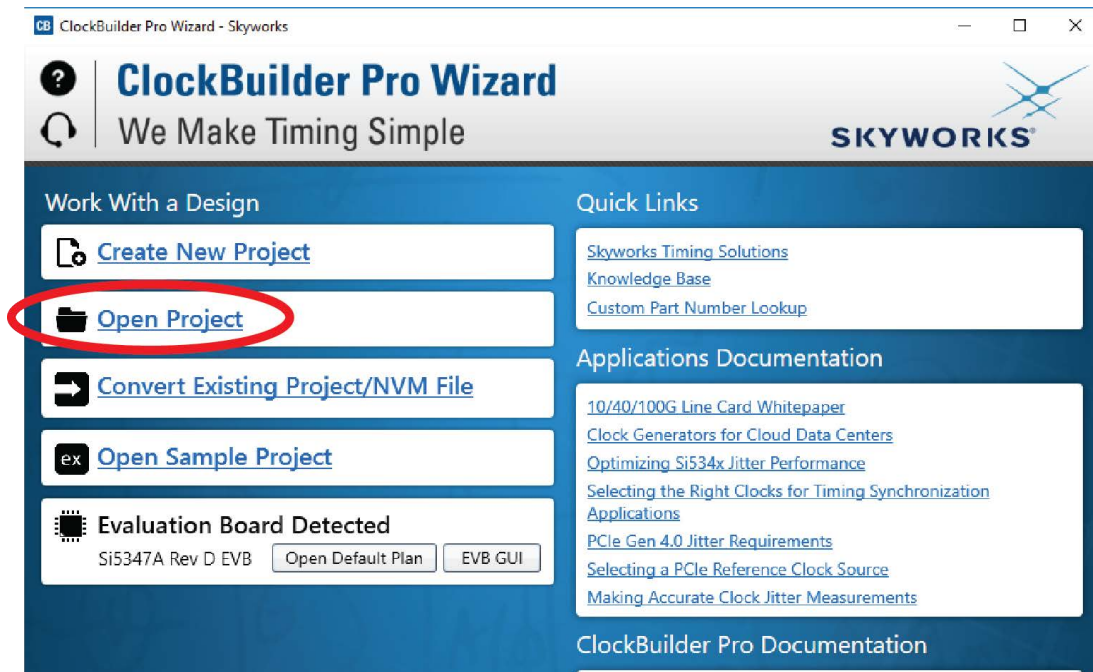 CB ClockBuilder Pro Wizard - Skyworks
?
ClockBuilder Pro Wizard
We Make Timing Simple
SKYWORKS®
Work With a Design
Create New Project
Open Project
Convert Existing Project/NVM File
ex Open Sample Project
Evaluation Board Detected
Si5347A Rev D EVB Open Default Plan EVB GUI
Quick Links
Skyworks Timing Solutions
Knowledge Base
Custom Part Number Lookup
Applications Documentation
10/40/100G Line Card Whitepaper
Clock Generators for Cloud Data Centers
Optimizing Si534x Jitter Performance
Selecting the Right Clocks for Timing Synchronization
Applications
PCIe Gen 4.0 Jitter Requirements
Selecting a PCIe Reference Clock Source
Making Accurate Clock Jitter Measurements
ClockBuilder Pro Documentation